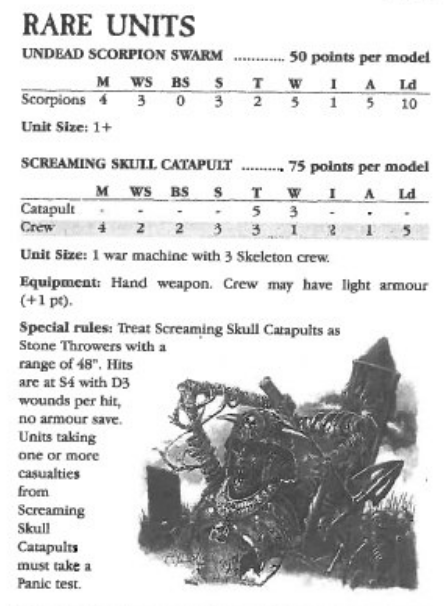 RARE UNITS
UNDEAD SCORPION SWARM ............ 50 points per model
M WS BS S T W I A Ld
Scorpions 4 3 0 3 2 5 1 5 10
Unit Size: 1+
SCREAMING SKULL CATAPULT .......... 75 points per model
M WS BS S T W I A Ld
Catapult - - - - 5 3 - - -
Crew 4 2 2 3 3 1 2 1 5
Unit Size: 1 war machine with 3 Skeleton crew.
Equipment: Hand weapon. Crew may have light armour
(+1 pt).
Special rules: Treat Screaming Skull Catapults as
Stone Throwers with a
range of 48". Hits
are at S4 with D3
wounds per hit,
no armour save.
Units taking
one or more
casualties
from
Screaming
Skull
Catapults
must take a
Panic test.